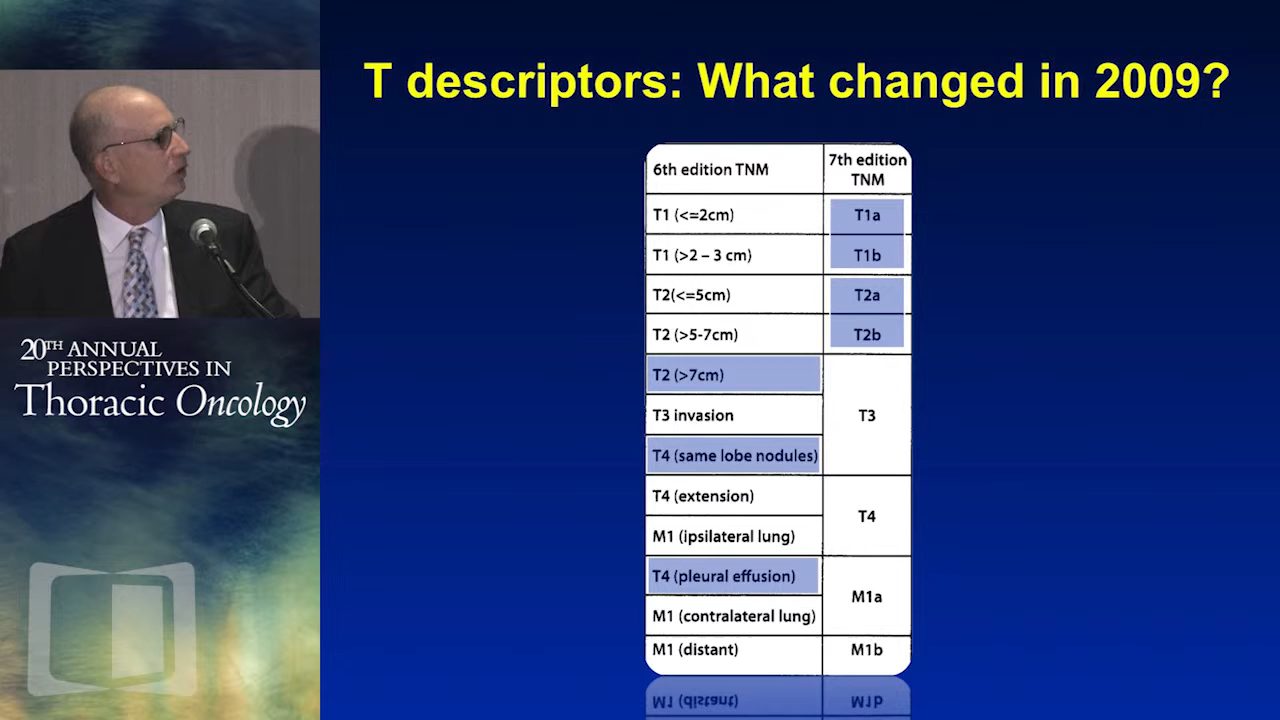 T descriptors: What changed in 2009?
6th edition TNM
7th edition
TNM
T1 (<=2cm)
T1a
T1 (>2 – 3 cm)
T1b
T2(<=5cm)
T2a
T2 (>5-7cm)
T2b
T2 (>7cm)
T3 invasion
T3
T4 (same lobe nodules)
T4 (extension)
T4
M1 (ipsilateral lung)
T4 (pleural effusion)
M1a
M1 (contralateral lung)
M1 (distant)
M1b
M1 (distant)
M1b
20TH ANNUAL
PERSPECTIVES IN
Thoracic Oncology